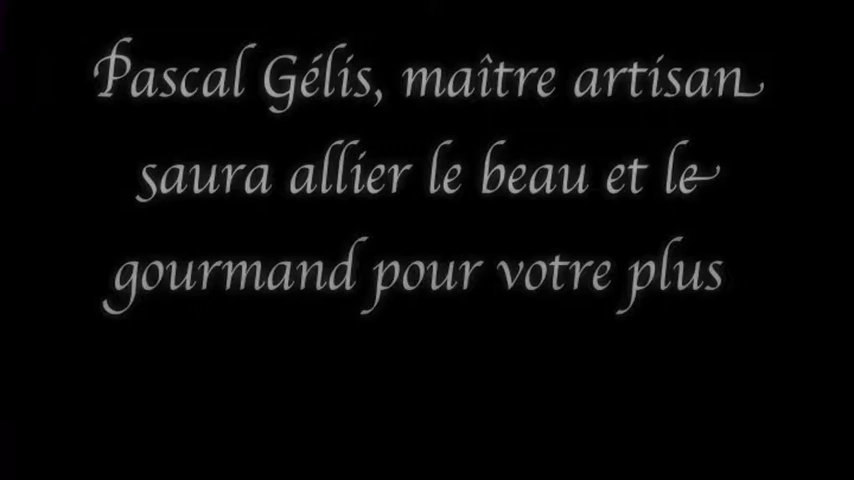 Pascal Gélis, maître artisan
saura allier le beau et le
gourmand pour votre plus